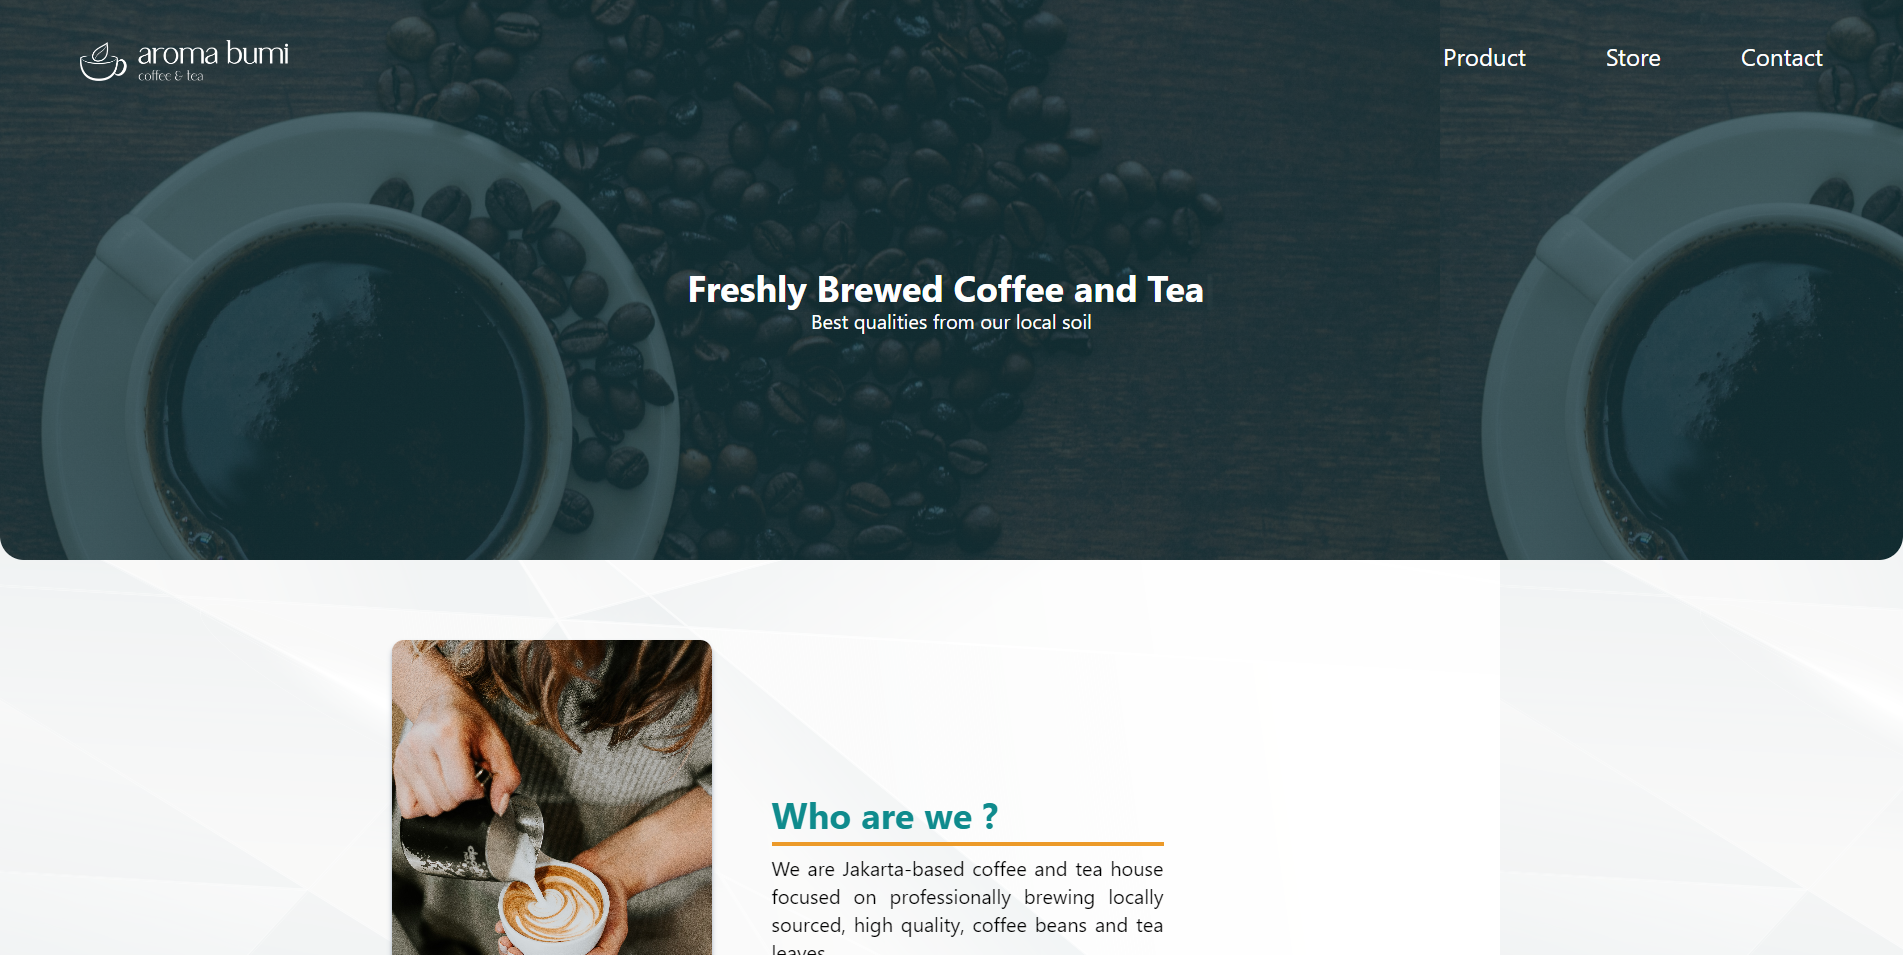 aroma bumi
coffee & tea
Product Store Contact
Freshly Brewed Coffee and Tea
Best qualities from our local soil
Who are we ?
We are Jakarta-based coffee and tea house
focused on professionally brewing locally
sourced, high quality, coffee beans and tea
leaves